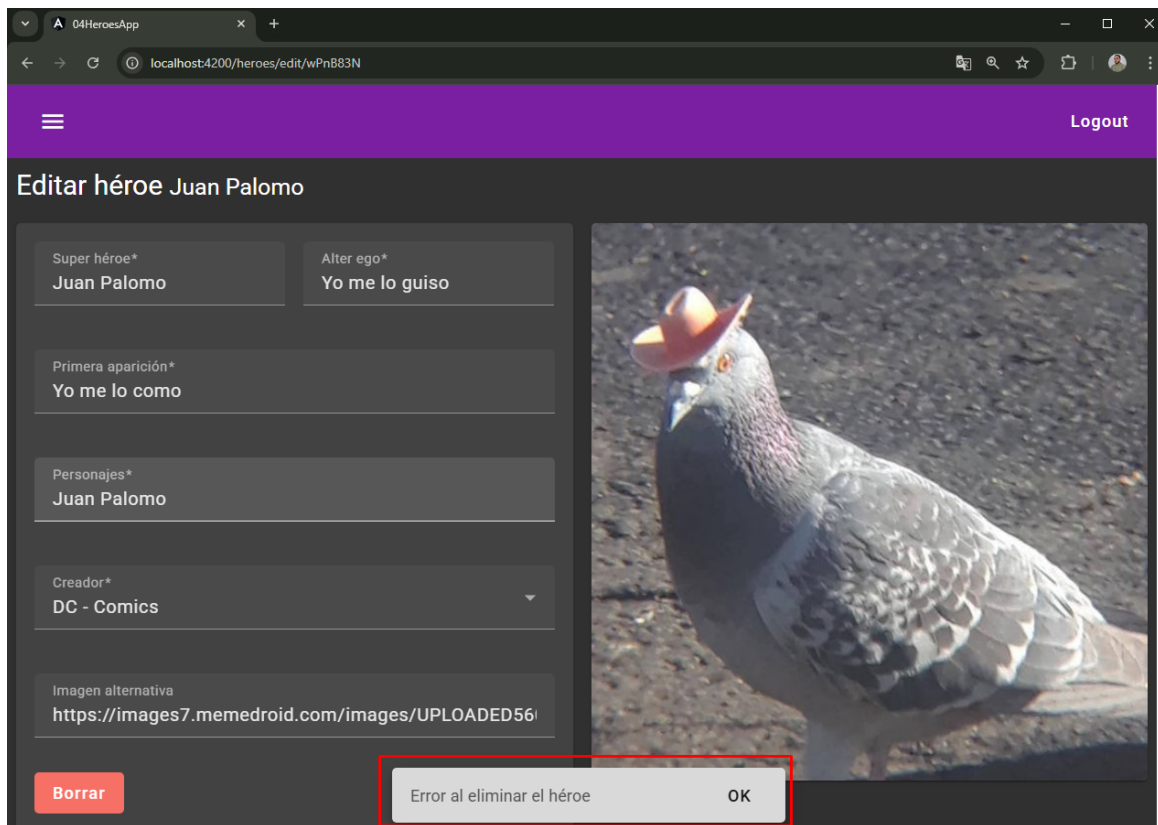 04HeroesApp
localhost:4200/heroes/edit/wPnB83N
Logout
Editar héroe Juan Palomo
Super héroe*
Juan Palomo
Alter ego*
Yo me lo guiso
Primera aparición*
Yo me lo como
Personajes*
Juan Palomo
Creador*
DC - Comics
Imagen alternativa
https://images7.memedroid.com/images/UPLOADED56
Borrar
Error al eliminar el héroe
OK